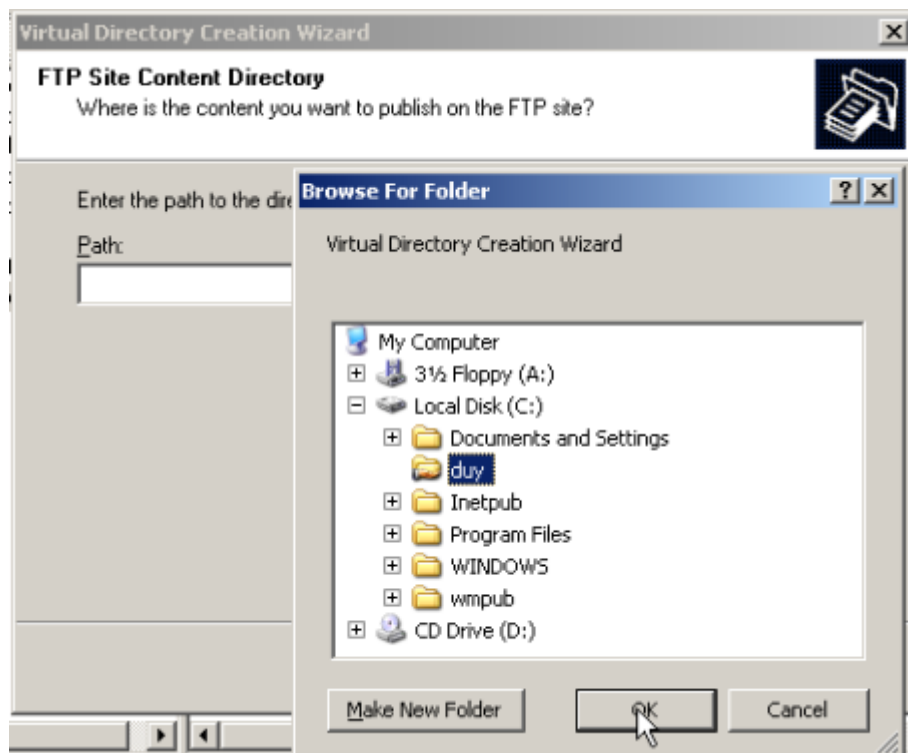 Virtual Directory Creation Wizard
FTP Site Content Directory
Where is the content you want to publish on the FTP site?
Enter the path to the dire
Path:
Browse For Folder
Virtual Directory Creation Wizard
My Computer
3½ Floppy (A:)
Local Disk (C:)
Documents and Settings
duy
Inetpub
Program Files
WINDOWS
wmpub
CD Drive (D:)
Make New Folder
OK
Cancel